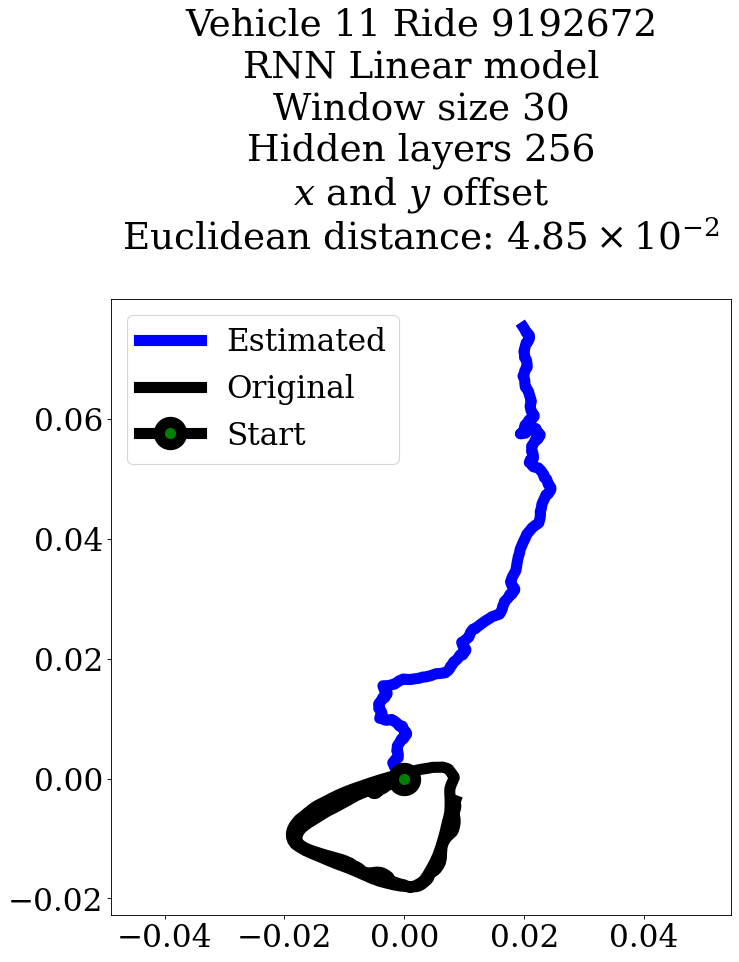 Vehicle 11 Ride 9192672
RNN Linear model
Window size 30
Hidden layers 256
x and y offset
Euclidean distance: 4.85 × 10⁻²
Estimated
Original
Start
0.06
0.04
0.02
0.00
−0.02
−0.04 −0.02 0.00 0.02 0.04